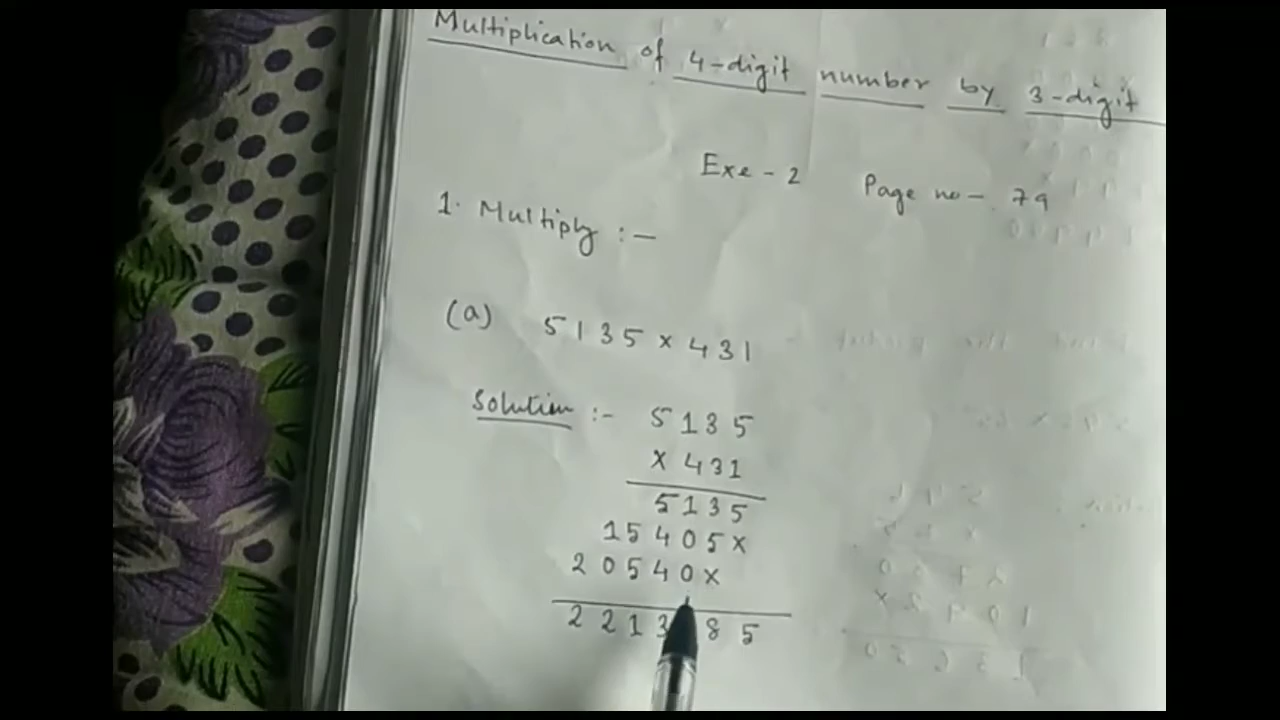 Multiplication of 4-digit number by 3-digit
Exe - 2 Page no - 79
1. Multiply :-
(a) 5135 x 431
Solution :- 5135
x 431
5135
15405x
20540x
2213 85